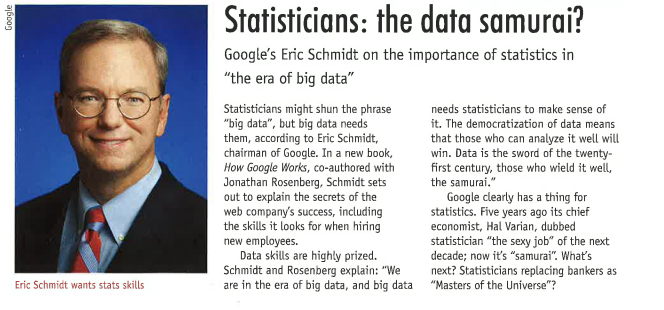 Google
Statisticians: the data samurai?
Google's Eric Schmidt on the importance of statistics in
"the era of big data"
Statisticians might shun the phrase
"big data", but big data needs
them, according to Eric Schmidt,
chairman of Google. In a new book,
How Google Works, co-authored with
Jonathan Rosenberg, Schmidt sets
out to explain the secrets of the
web company's success, including
the skills it looks for when hiring
new employees.
Data skills are highly prized.
Schmidt and Rosenberg explain: "We
are in the era of big data, and big data
needs statisticians to make sense of
it. The democratization of data means
that those who can analyze it well will
win. Data is the sword of the twenty-
first century, those who wield it well,
the samurai."
Google clearly has a thing for
statistics. Five years ago its chief
economist, Hal Varian, dubbed
statistician "the sexy job" of the next
decade; now it's "samurai". What's
next? Statisticians replacing bankers as
"Masters of the Universe"?
Eric Schmidt wants stats skills